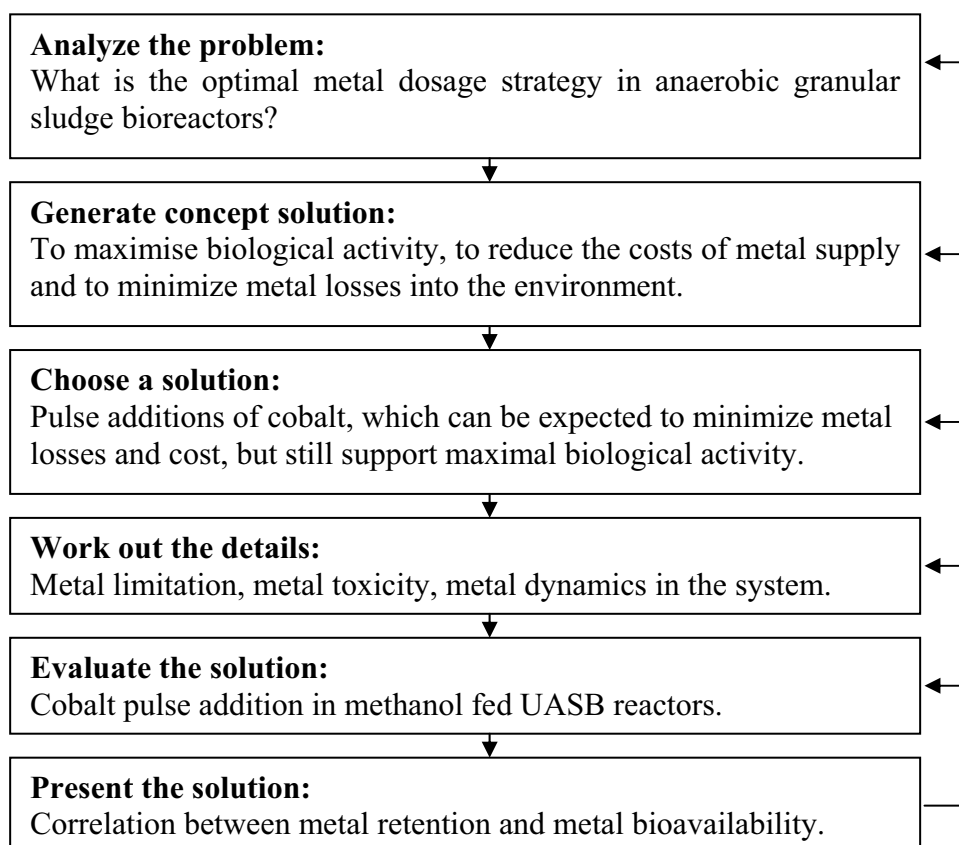 Analyze the problem:
What is the optimal metal dosage strategy in anaerobic granular
sludge bioreactors?
Generate concept solution:
To maximise biological activity, to reduce the costs of metal supply
and to minimize metal losses into the environment.
Choose a solution:
Pulse additions of cobalt, which can be expected to minimize metal
losses and cost, but still support maximal biological activity.
Work out the details:
Metal limitation, metal toxicity, metal dynamics in the system.
Evaluate the solution:
Cobalt pulse addition in methanol fed UASB reactors.
Present the solution:
Correlation between metal retention and metal bioavailability.